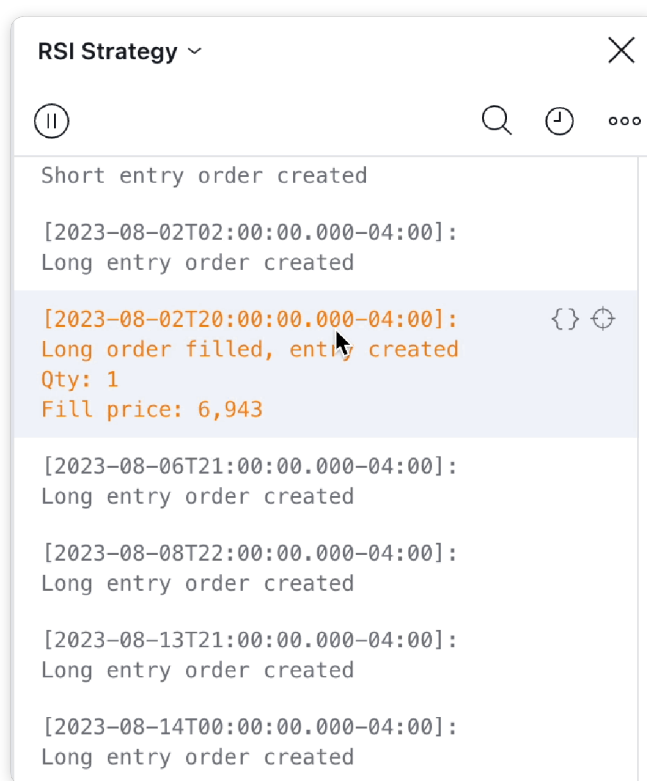 RSI Strategy
Short entry order created
[2023-08-02T02:00:00.000-04:00]:
Long entry order created
[2023-08-02T20:00:00.000-04:00]:
Long order filled, entry created
Qty: 1
Fill price: 6,943
[2023-08-06T21:00:00.000-04:00]:
Long entry order created
[2023-08-08T22:00:00.000-04:00]:
Long entry order created
[2023-08-13T21:00:00.000-04:00]:
Long entry order created
[2023-08-14T00:00:00.000-04:00]:
Long entry order created